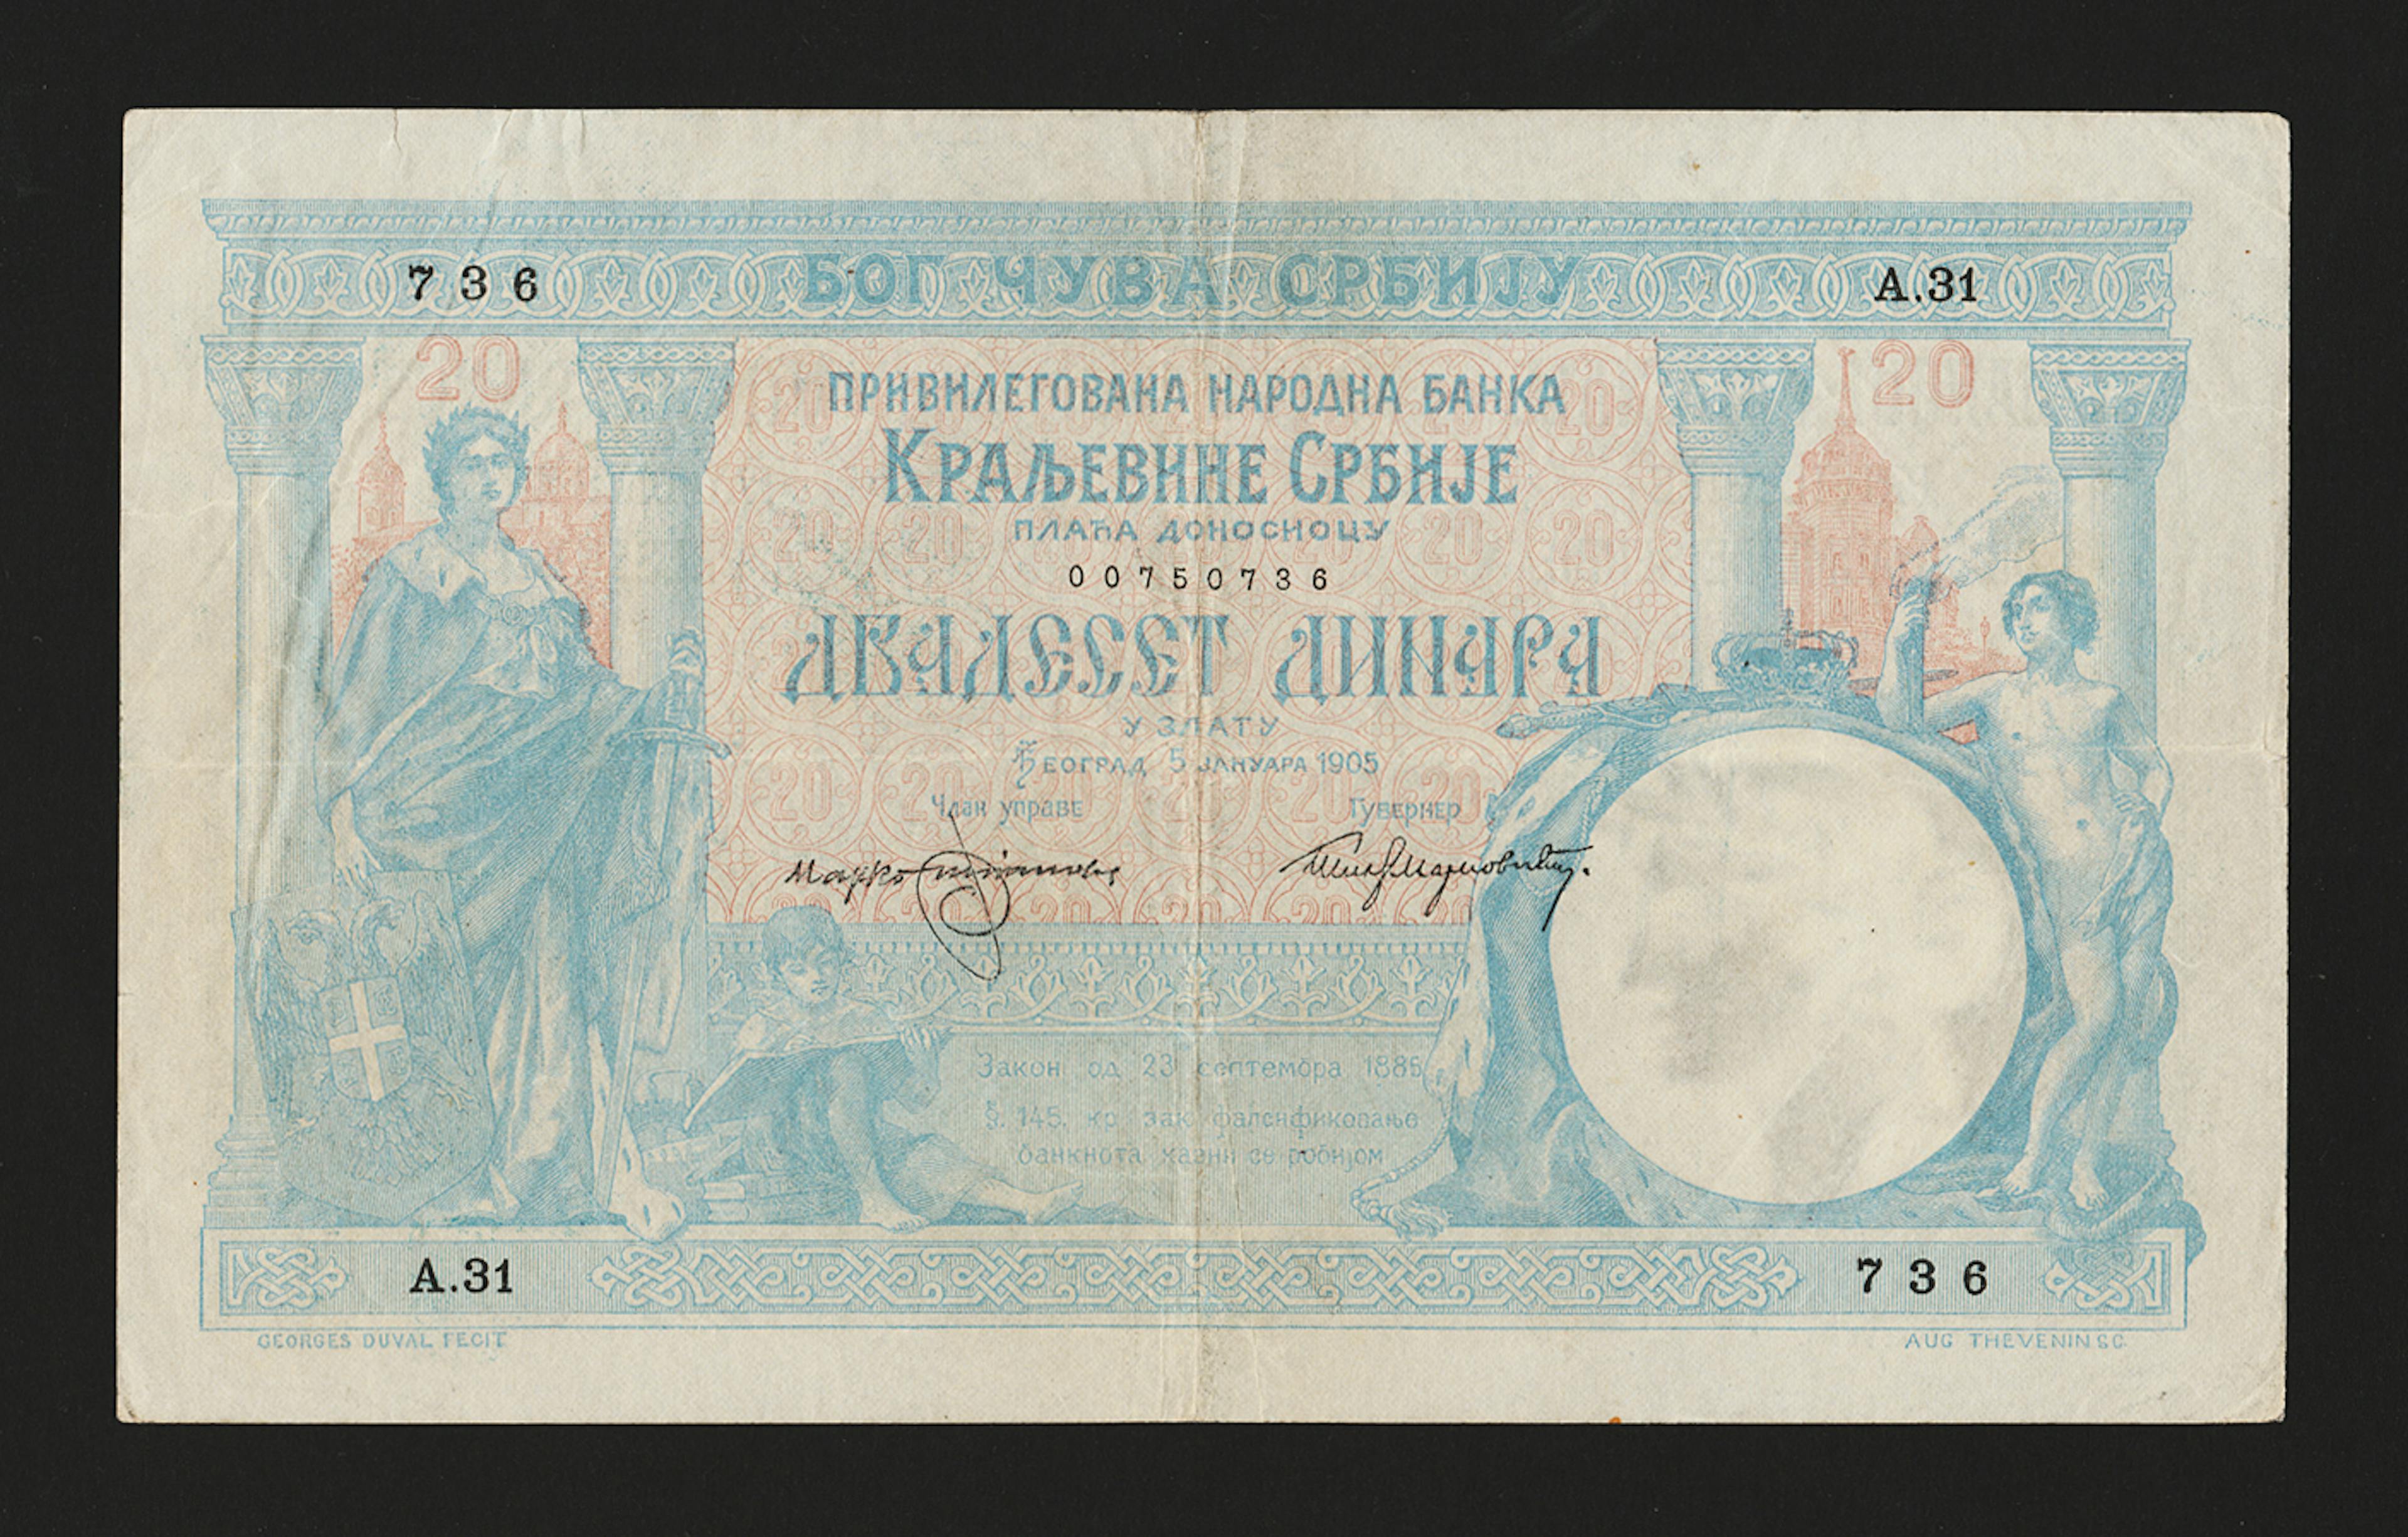 736 БОГ ЧУВА СРБИЈУ A.31
20 20
ПРИВИЛЕГОВАНА НАРОДНА БАНКА
КРАЉЕВИНЕ СРБИЈЕ
ПЛАЋА ДОНОСИОЦУ
00750736
ДВАДЕСЕТ ДИНАРА
У ЗЛАТУ
БЕОГРАД 5 ЈАНУАРА 1905
Члан управе Гувернер
Закон од 23 септембра 1885
§. 145. кр зак фалсификовање
банкнота казни се робијом
A.31 736
GEORGES DUVAL FECIT AUG THEVENIN SC.